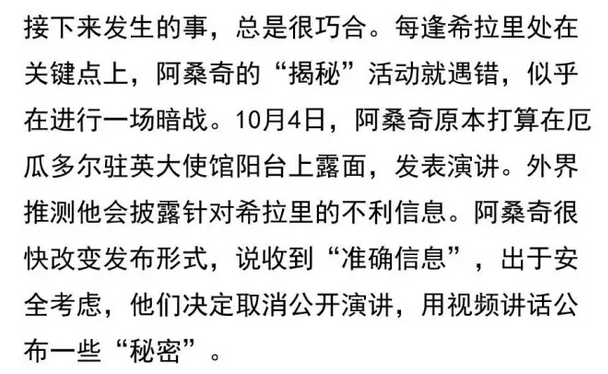 接下来发生的事，总是很巧合。每逢希拉里处在
关键点上，阿桑奇的“揭秘”活动就遇错，似乎
在进行一场暗战。10月4日，阿桑奇原本打算在厄
瓜多尔驻英大使馆阳台上露面，发表演讲。外界
推测他会披露针对希拉里的不利信息。阿桑奇很
快改变发布形式，说收到“准确信息”，出于安
全考虑，他们决定取消公开演讲，用视频讲话公
布一些“秘密”。